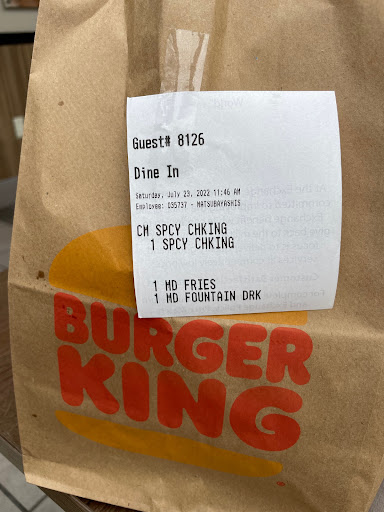 Guest# 8126
Dine In
Saturday, July 23, 2022 11:46 AM
Employee: 035737 - MATSUBAYASHIS
CM SPCY CHKING
1 SPCY CHKING
1 MD FRIES
1 MD FOUNTAIN DRK
BURGER
KING